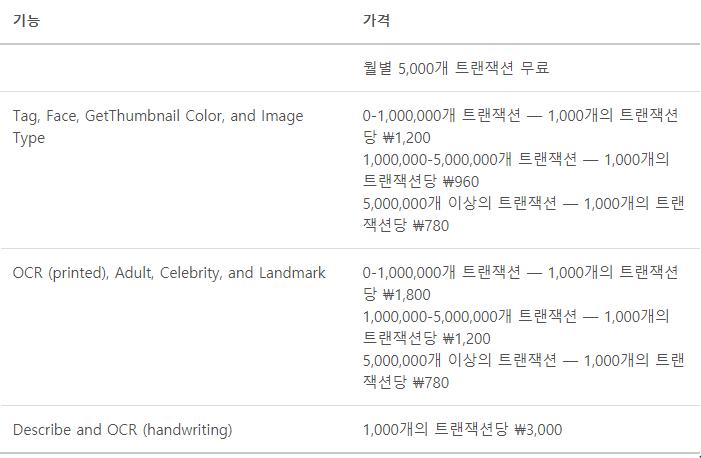 기능 가격
월별 5,000개 트랜잭션 무료
Tag, Face, GetThumbnail Color, and Image
Type
0-1,000,000개 트랜잭션 — 1,000개의 트랜잭션
당 ₩1,200
1,000,000-5,000,000개 트랜잭션 — 1,000개의
트랜잭션당 ₩960
5,000,000개 이상의 트랜잭션 — 1,000개의 트랜
잭션당 ₩780
OCR (printed), Adult, Celebrity, and Landmark
0-1,000,000개 트랜잭션 — 1,000개의 트랜잭션
당 ₩1,800
1,000,000-5,000,000개 트랜잭션 — 1,000개의
트랜잭션당 ₩1,200
5,000,000개 이상의 트랜잭션 — 1,000개의 트랜
잭션당 ₩780
Describe and OCR (handwriting) 1,000개의 트랜잭션당 ₩3,000